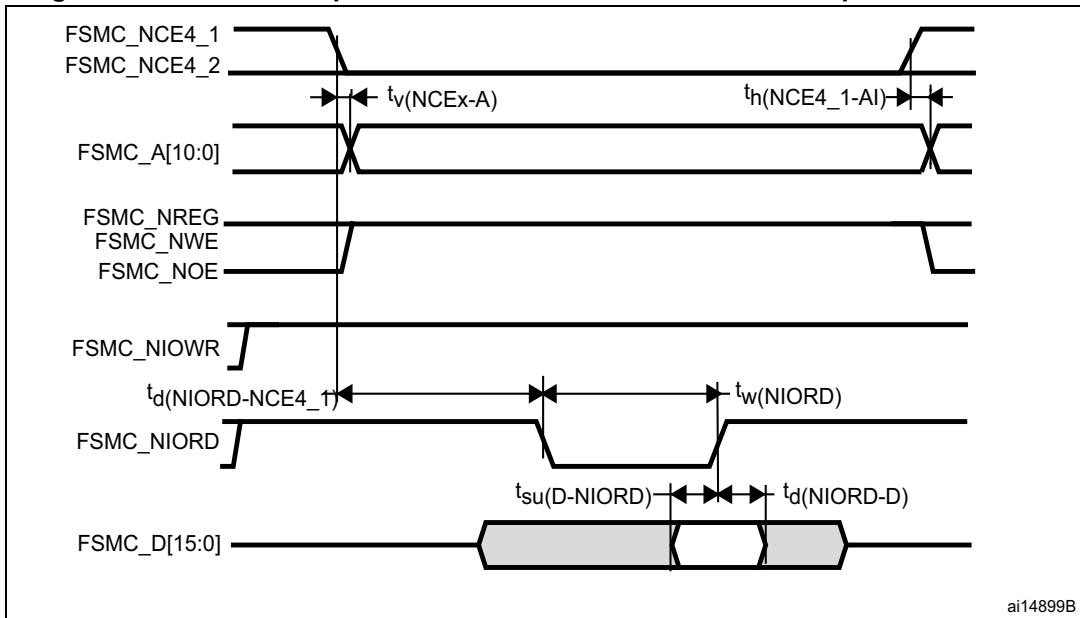 FSMC_NCE4_1
FSMC_NCE4_2
tv(NCEx-A)
th(NCE4_1-AI)
FSMC_A[10:0]
FSMC_NREG
FSMC_NWE
FSMC_NOE
FSMC_NIOWR
td(NIORD-NCE4_1)
tw(NIORD)
FSMC_NIORD
tsu(D-NIORD)
td(NIORD-D)
FSMC_D[15:0]
ai14899B